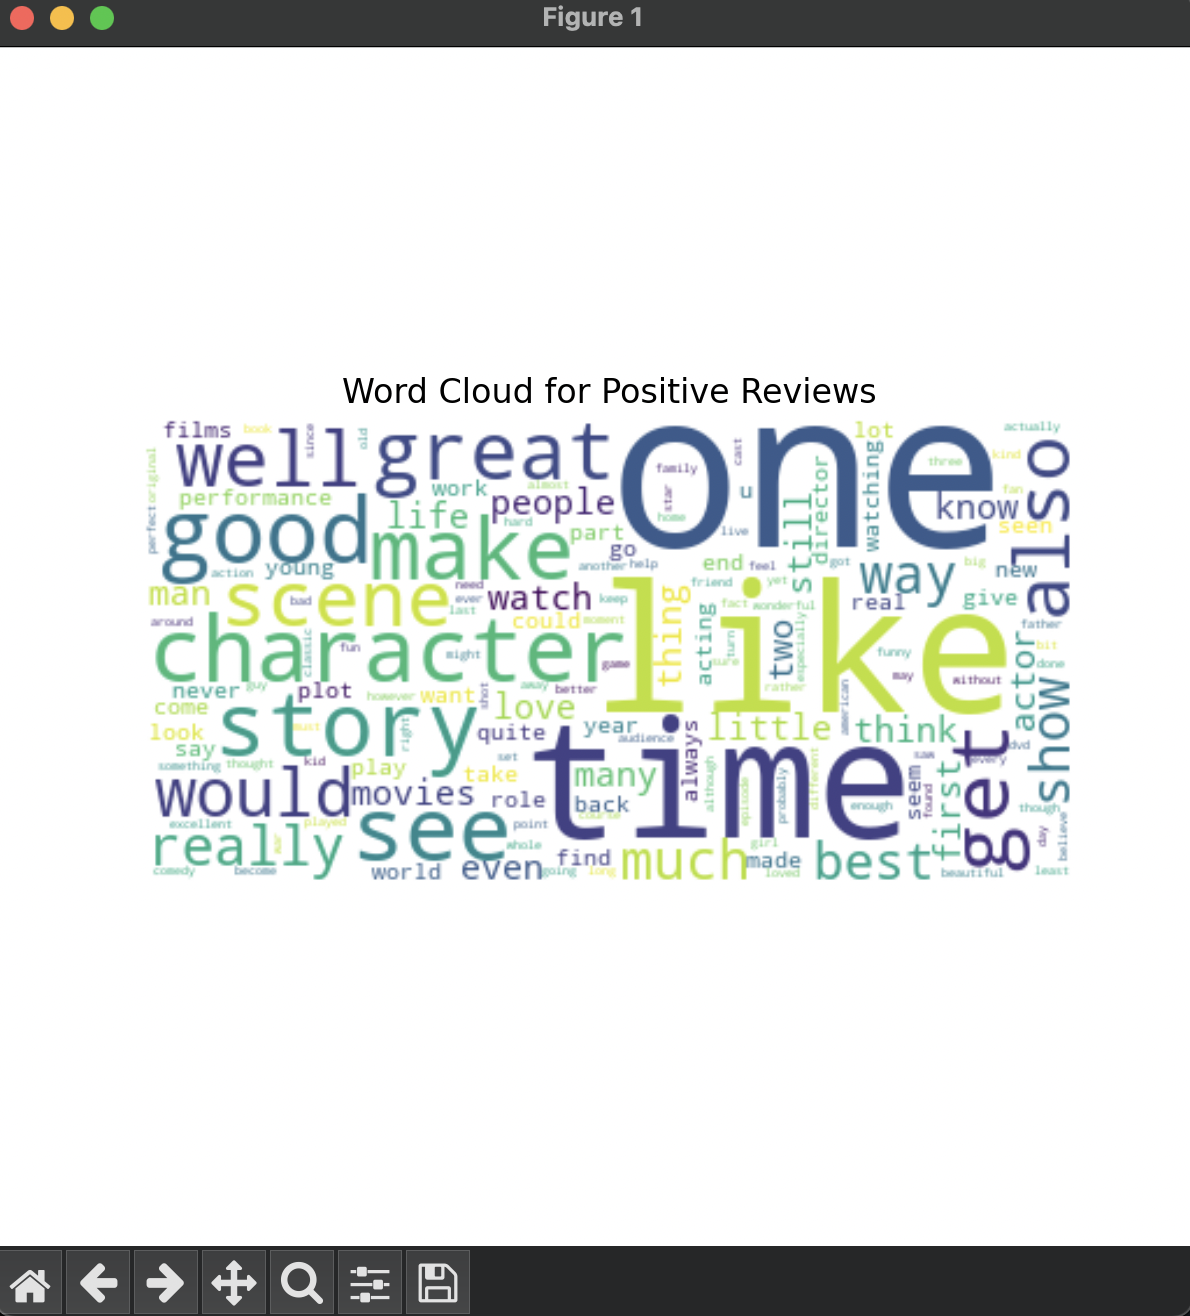 Figure 1
Word Cloud for Positive Reviews
films book since old lot actually
well great one also
perfect original performance work almost people family cast star home u live three kind fan
good life hard part go make director still watching know seen
action young another help end feel got way big new
man scene bad need ever last watch keep could moment friend yet fact wonderful real give
around character classic fun might game thing acting turn sure two especially like funny may without father bit done actor
never guy plot however want shot away better rather american
come story love look must right quite year audience little think dvd show
say something thought kid play set take time many always although saw every get
would movies role back course episode probably different enough seem found first though
excellent played see point whole day believe
really war even find much made girl best
comedy become world going long loved beautiful least